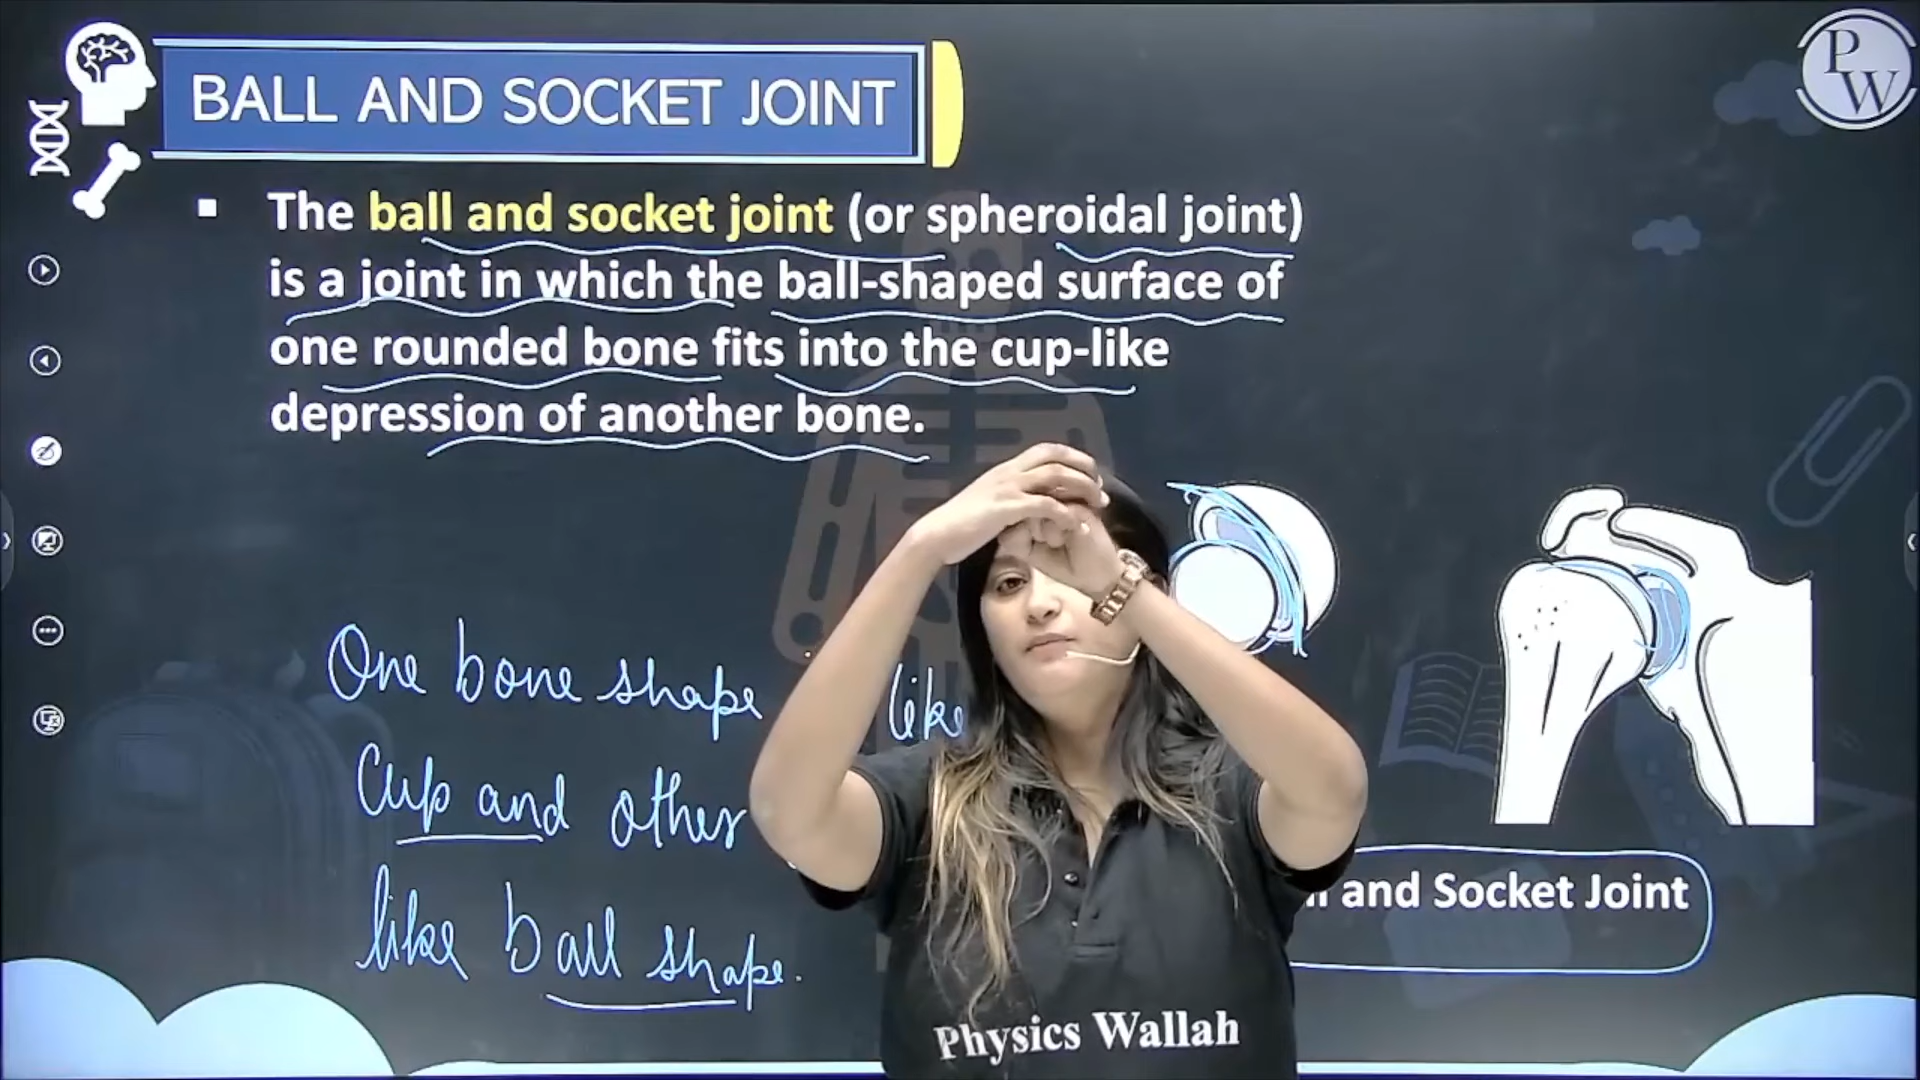 BALL AND SOCKET JOINT
PW
▪ The ball and socket joint (or spheroidal joint)
is a joint in which the ball-shaped surface of
one rounded bone fits into the cup-like
depression of another bone.
One bone shape like
Cup and other
like ball shape.
and Socket Joint
Physics Wallah